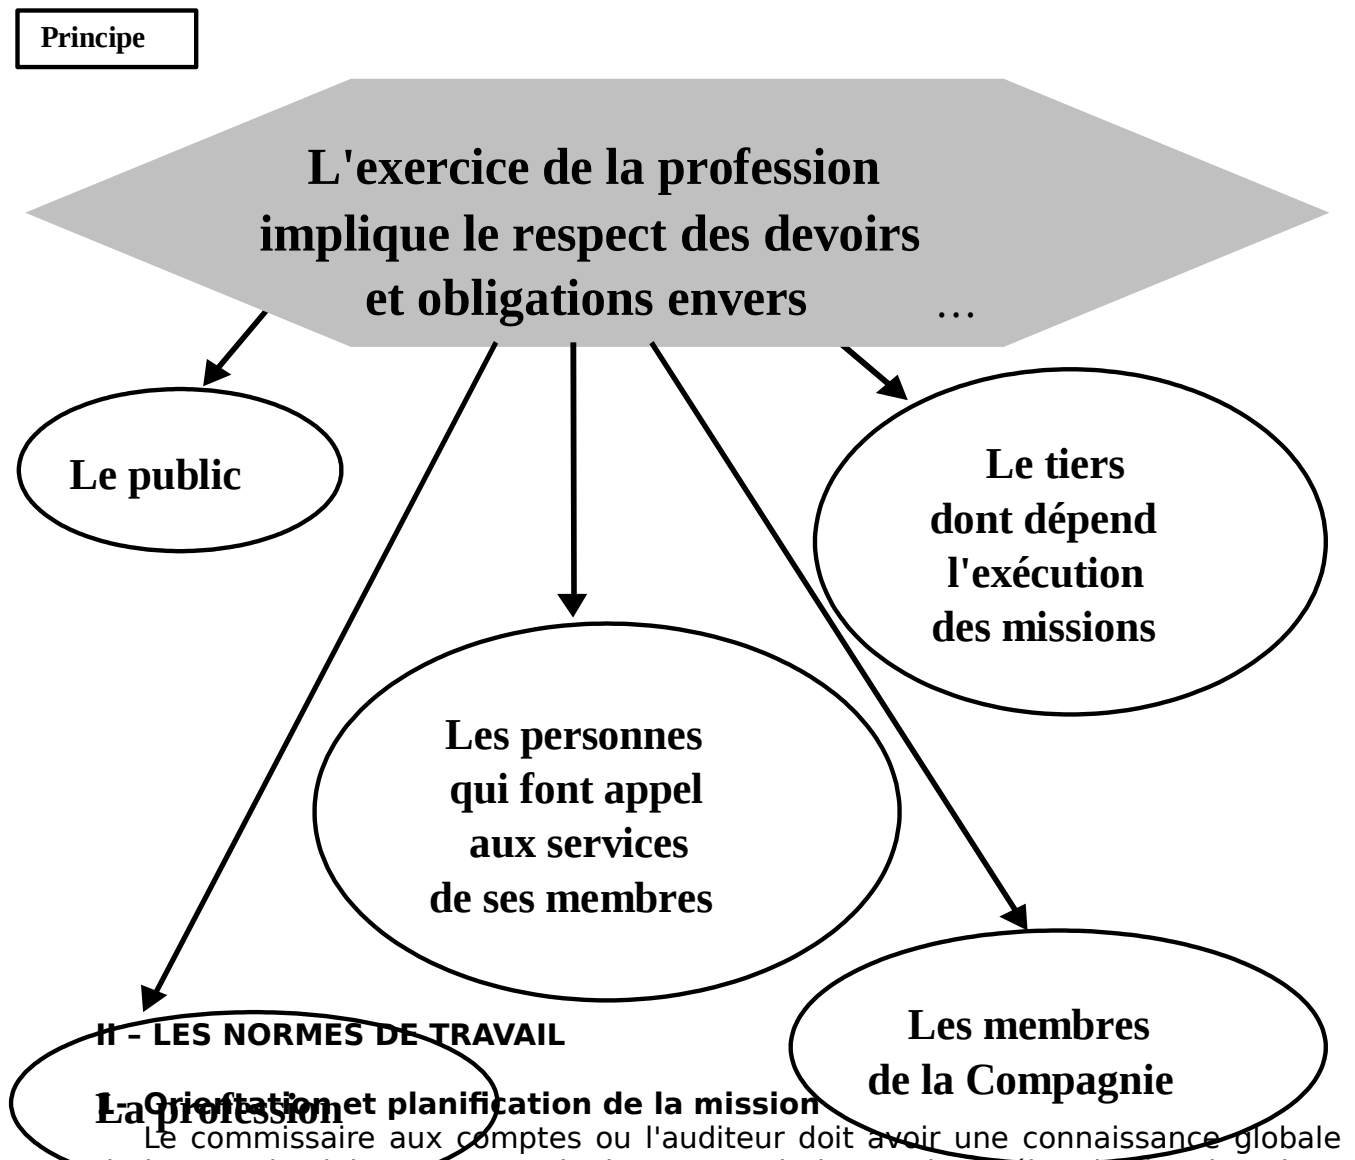 Principe
L'exercice de la profession
implique le respect des devoirs
et obligations envers ...
Le public
Le tiers
dont dépend
l'exécution
des missions
Les personnes
qui font appel
aux services
de ses membres
Les membres
de la Compagnie
II – LES NORMES DE TRAVAIL
La profession
1- Orientation et planification de la mission
Le commissaire aux comptes ou l'auditeur doit avoir une connaissance globale